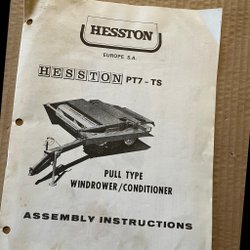 HESSTON
EUROPE S.A.
HESSTON PT7-TS
PULL TYPE
WINDROWER/CONDITIONER
ASSEMBLY INSTRUCTIONS